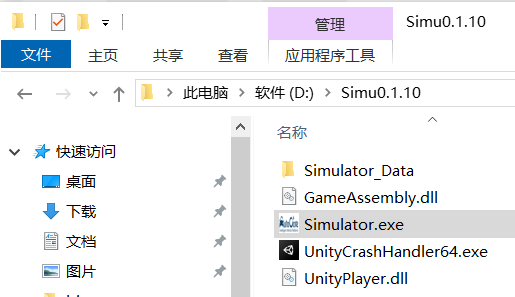 管理
Simu0.1.10
文件
主页
共享
查看
应用程序工具
此电脑 软件 (D:) Simu0.1.10
名称
快速访问
桌面
下载
文档
图片
Simulator_Data
GameAssembly.dll
Simulator.exe
UnityCrashHandler64.exe
UnityPlayer.dll